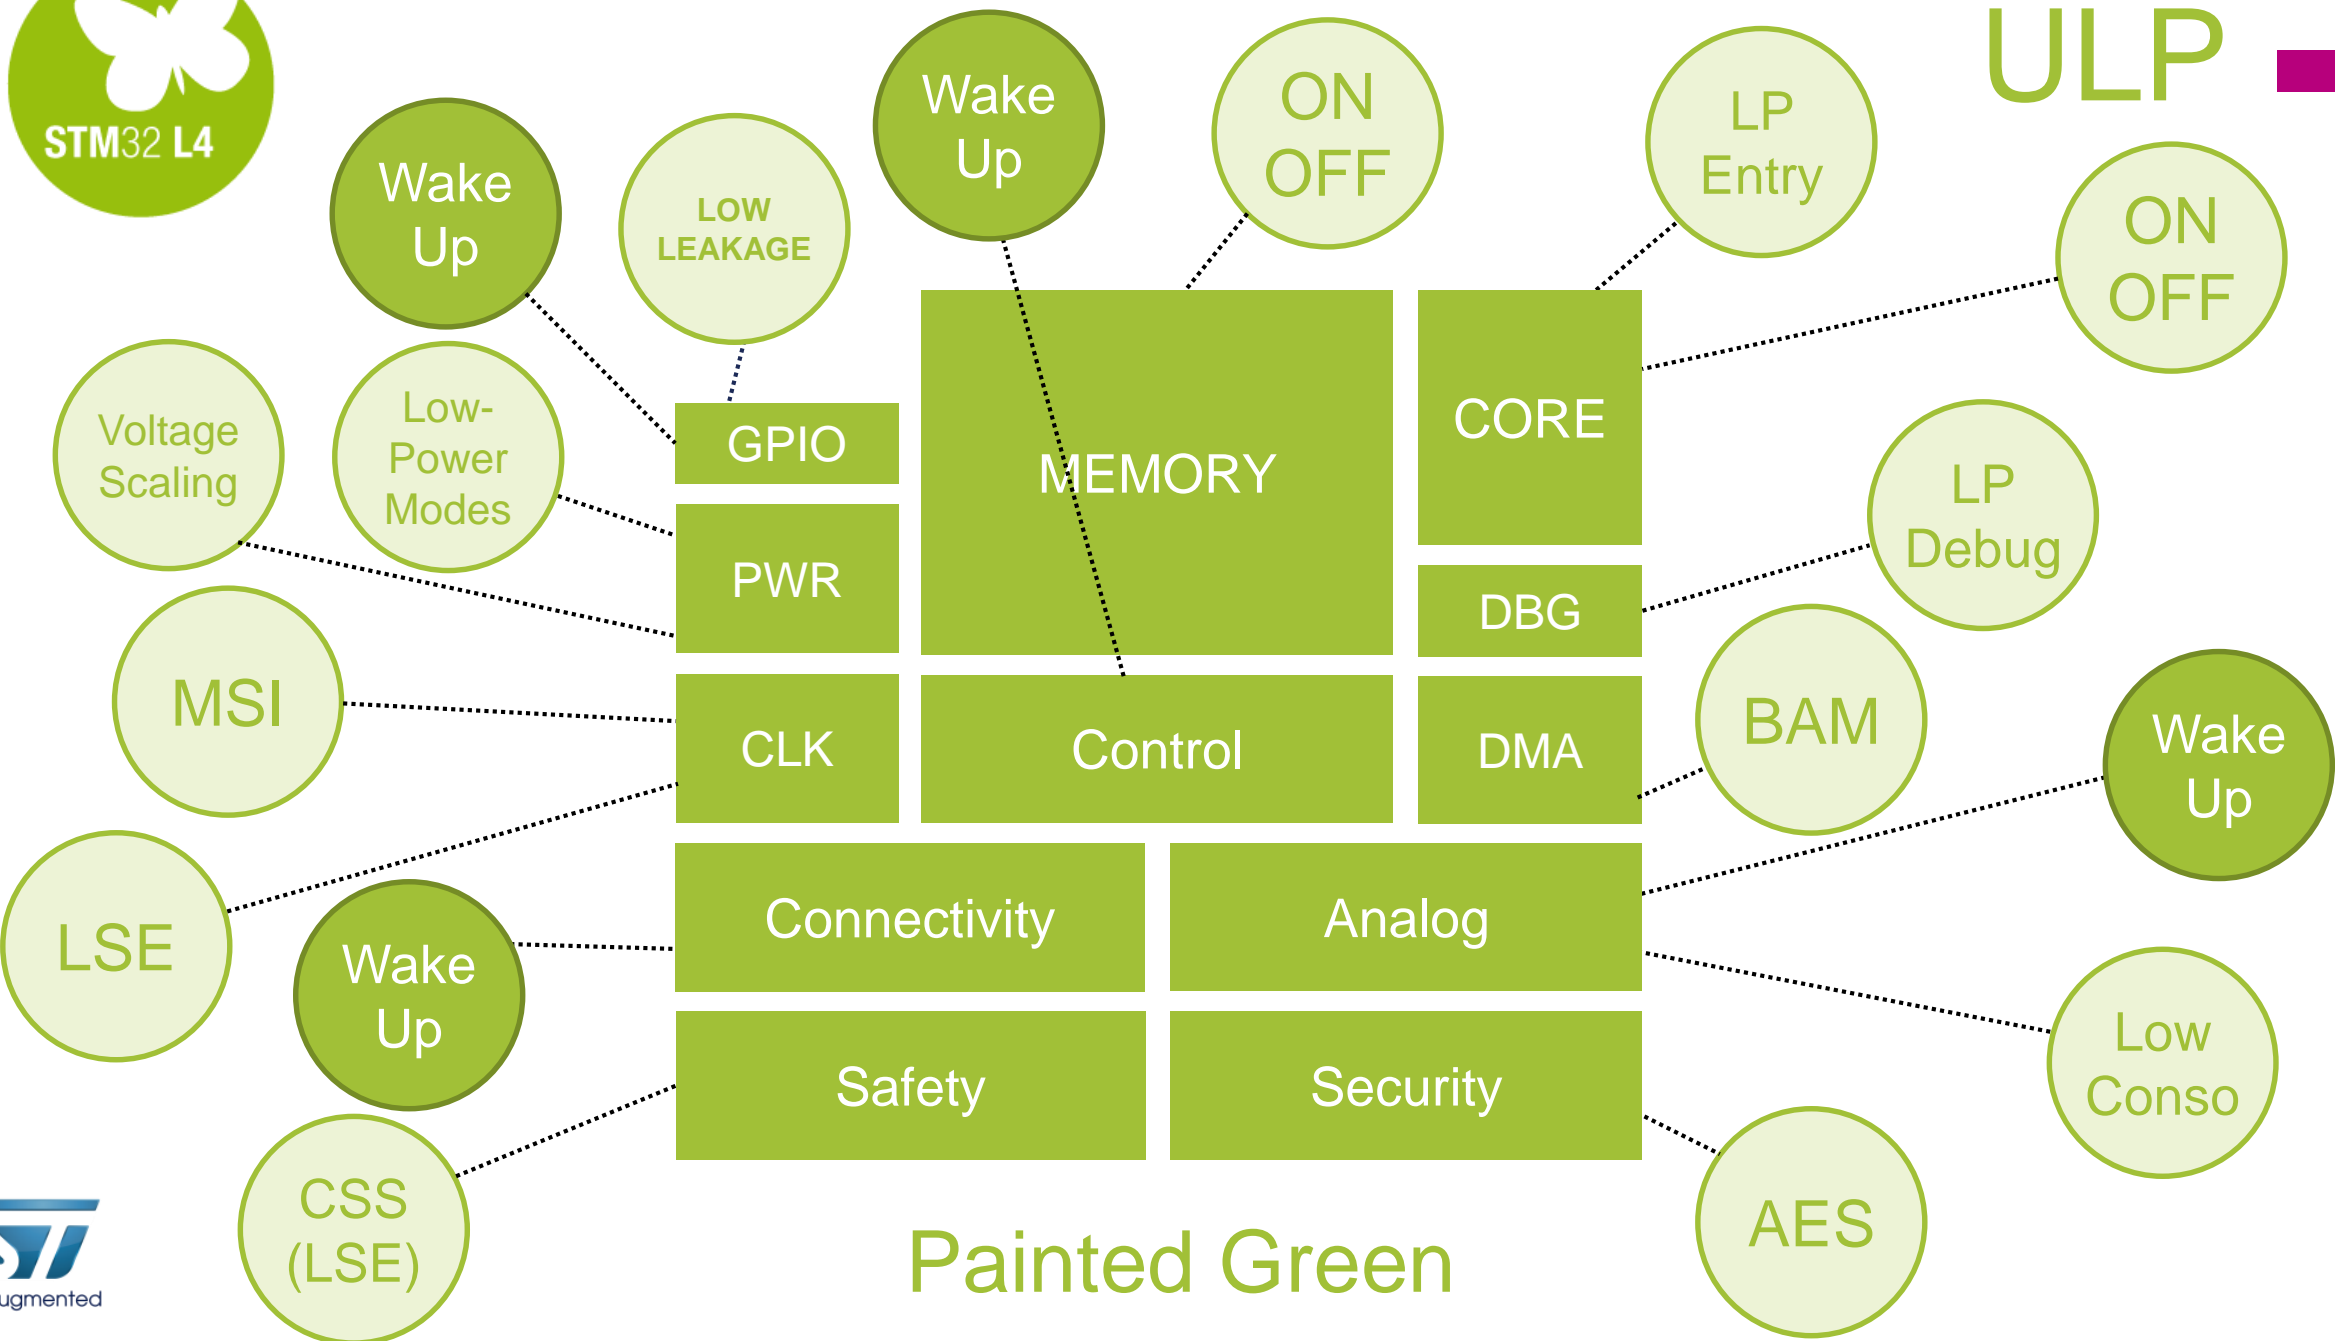 ULP
STM32 L4
Wake
Up
LOW
LEAKAGE
Wake
Up
ON
OFF
LP
Entry
ON
OFF
Voltage
Scaling
Low-
Power
Modes
GPIO
MEMORY
CORE
LP
Debug
PWR
DBG
MSI
CLK
Control
DMA
BAM
Wake
Up
LSE
Wake
Up
Connectivity
Analog
Low
Conso
Safety
Security
CSS
(LSE)
AES
Painted Green
ST
ugmented